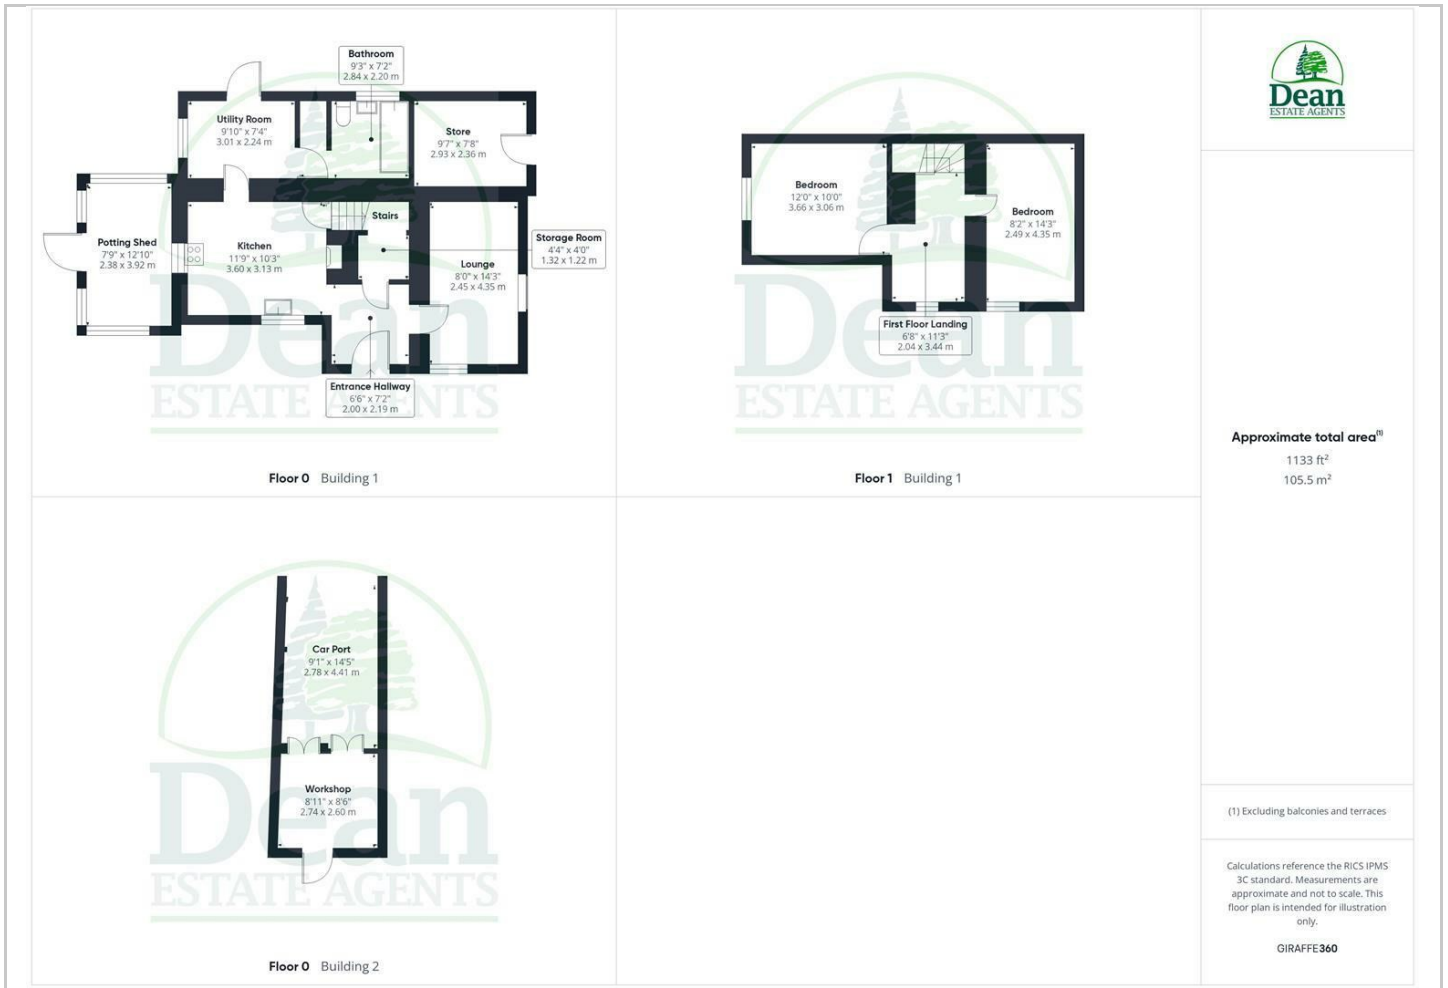 Bathroom
9'3" x 7'2"
2.84 x 2.20 m
Utility Room
9'10" x 7'4"
3.01 x 2.24 m
Store
9'7" x 7'8"
2.93 x 2.36 m
Stairs
Potting Shed
7'9" x 12'10"
2.38 x 3.92 m
Kitchen
11'9" x 10'3"
3.60 x 3.13 m
Storage Room
4'4" x 4'0"
1.32 x 1.22 m
Lounge
8'0" x 14'3"
2.45 x 4.35 m
Entrance Hallway
6'6" x 7'2"
2.00 x 2.19 m
Dean
ESTATE AGENTS
Floor 0 Building 1
Bedroom
12'0" x 10'0"
3.66 x 3.06 m
Bedroom
8'2" x 14'3"
2.49 x 4.35 m
First Floor Landing
6'8" x 11'3"
2.04 x 3.44 m
Dean
ESTATE AGENTS
Floor 1 Building 1
Car Port
9'1" x 14'5"
2.78 x 4.41 m
Workshop
8'11" x 8'6"
2.74 x 2.60 m
Dean
ESTATE AGENTS
Floor 0 Building 2
Dean
ESTATE AGENTS
Approximate total area(1)
1133 ft²
105.5 m²
(1) Excluding balconies and terraces
Calculations reference the RICS IPMS
3C standard. Measurements are
approximate and not to scale. This
floor plan is intended for illustration
only.
GIRAFFE360